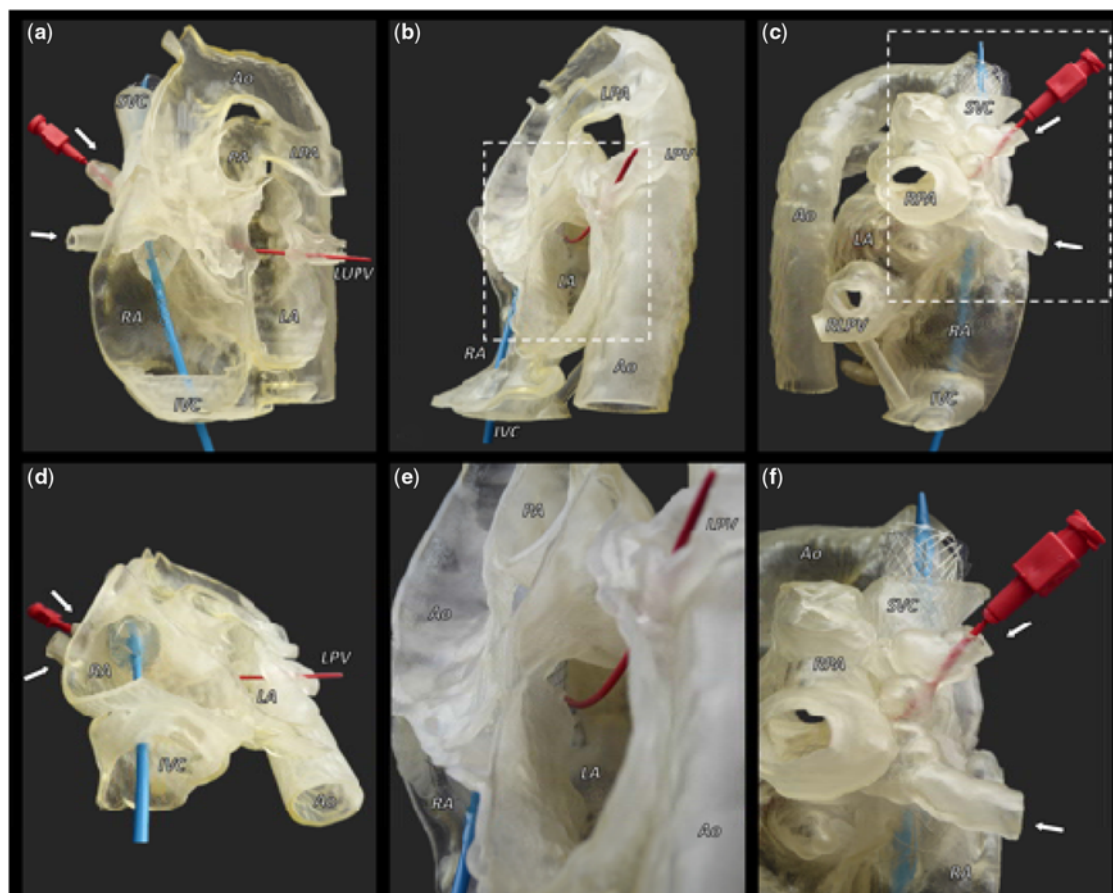 (a)
Ao
SVC
PA
LPA
LUPV
RA
LA
IVC
(b)
LPA
LPV
LA
RA
Ao
IVC
(c)
SVC
RPA
Ao
LA
RLPV
RA
IVC
(d)
RA
LPV
LA
IVC
Ao
(e)
PA
LPV
Ao
LA
RA
Ao
(f)
Ao
SVC
RPA
RA